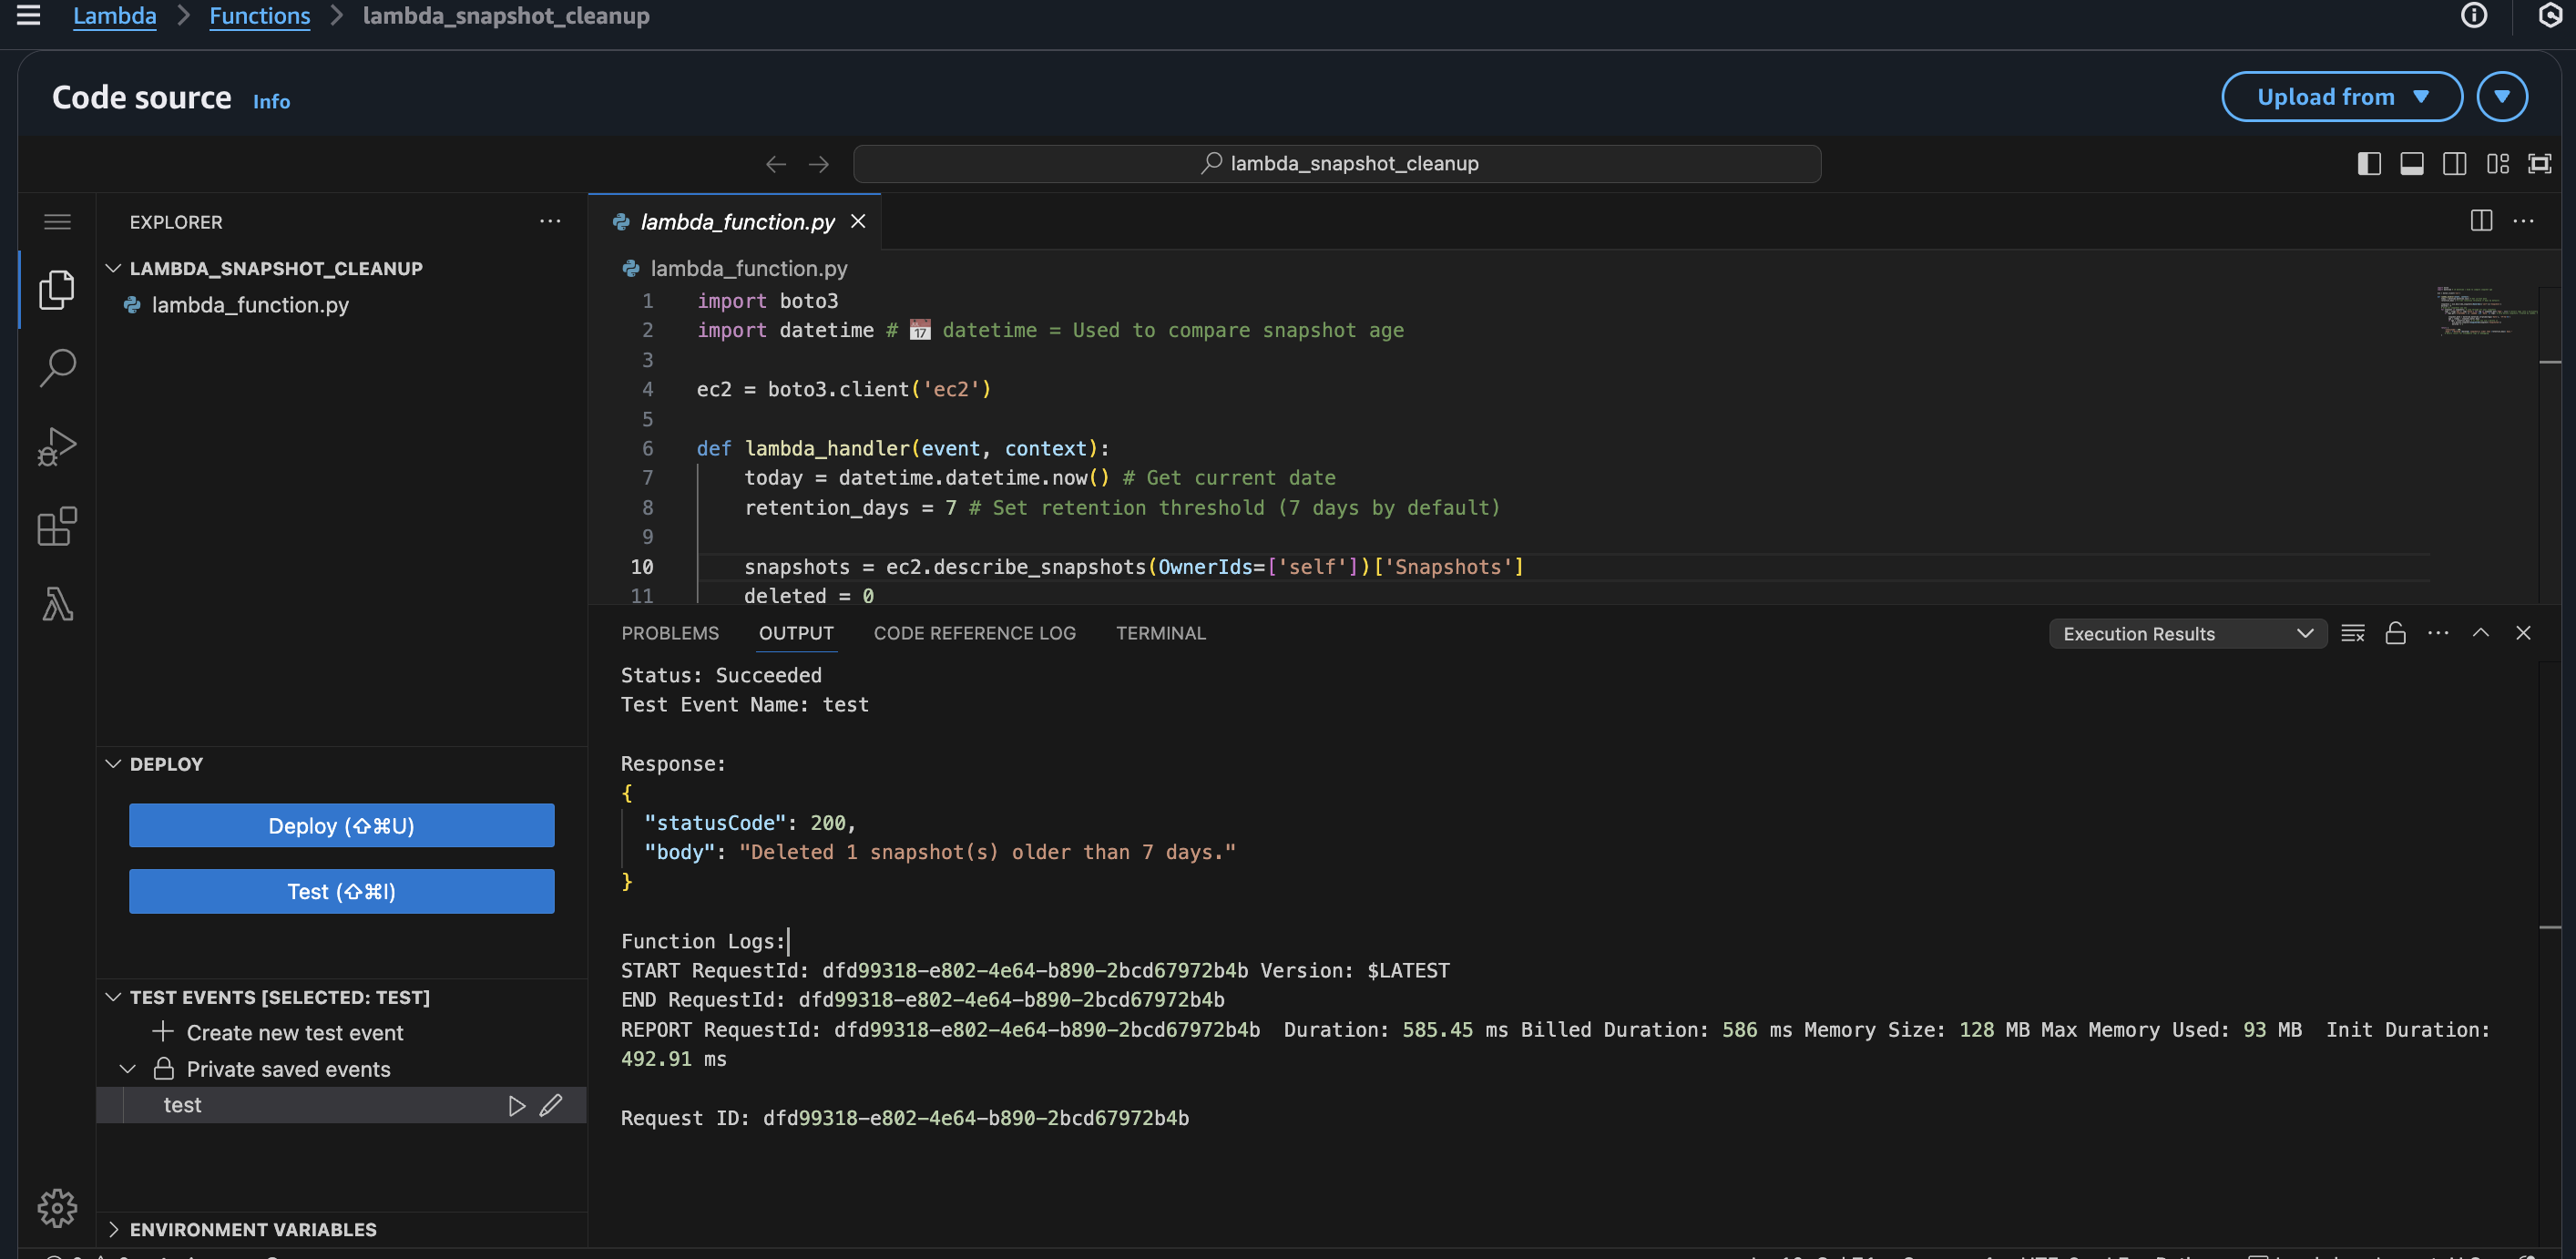 Lambda > Functions > lambda_snapshot_cleanup
Code source Info
Upload from
lambda_snapshot_cleanup
EXPLORER
LAMBDA_SNAPSHOT_CLEANUP
lambda_function.py
lambda_function.py
lambda_function.py
1 import boto3
2 import datetime # 📅 datetime = Used to compare snapshot age
3
4 ec2 = boto3.client('ec2')
5
6 def lambda_handler(event, context):
7 today = datetime.datetime.now() # Get current date
8 retention_days = 7 # Set retention threshold (7 days by default)
9
10 snapshots = ec2.describe_snapshots(OwnerIds=['self'])['Snapshots']
11 deleted = 0
DEPLOY
Deploy (⇧⌘U)
Test (⇧⌘I)
TEST EVENTS [SELECTED: TEST]
Create new test event
Private saved events
test
ENVIRONMENT VARIABLES
PROBLEMS OUTPUT CODE REFERENCE LOG TERMINAL
Execution Results
Status: Succeeded
Test Event Name: test
Response:
{
"statusCode": 200,
"body": "Deleted 1 snapshot(s) older than 7 days."
}
Function Logs:
START RequestId: dfd99318-e802-4e64-b890-2bcd67972b4b Version: $LATEST
END RequestId: dfd99318-e802-4e64-b890-2bcd67972b4b
REPORT RequestId: dfd99318-e802-4e64-b890-2bcd67972b4b Duration: 585.45 ms Billed Duration: 586 ms Memory Size: 128 MB Max Memory Used: 93 MB Init Duration:
492.91 ms
Request ID: dfd99318-e802-4e64-b890-2bcd67972b4b